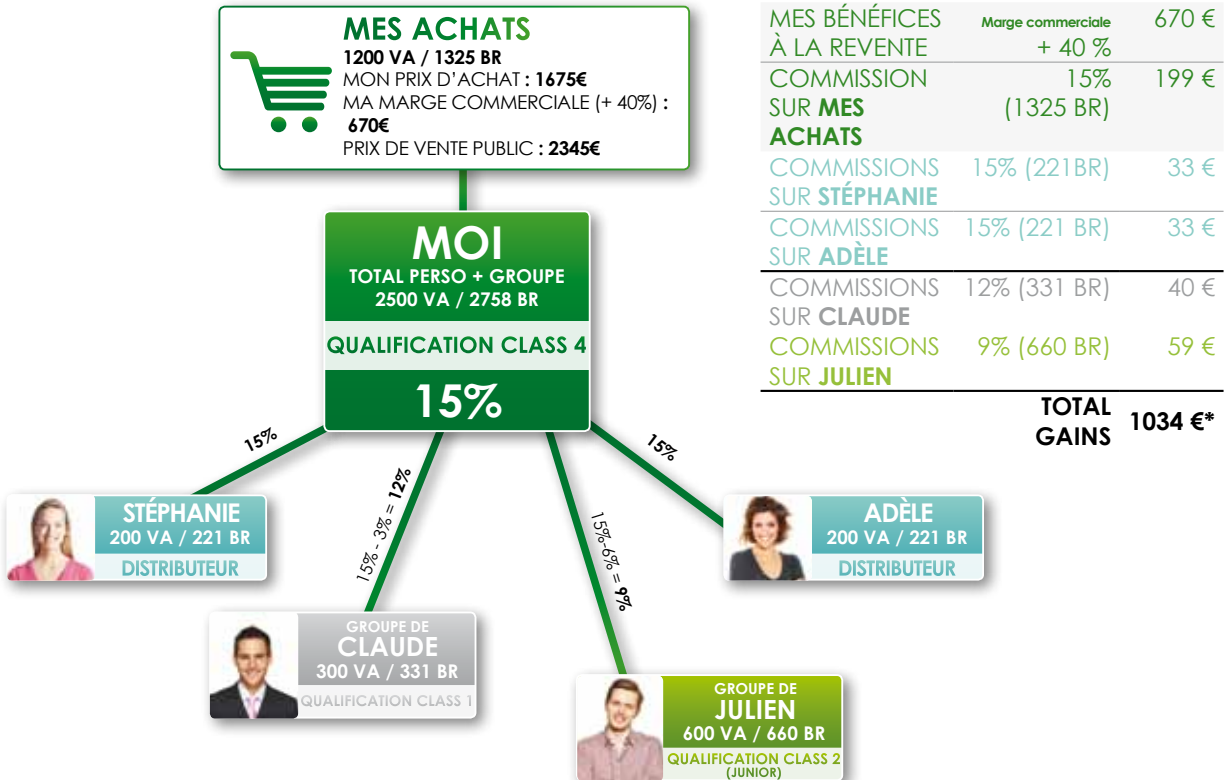 MES ACHATS
1200 VA / 1325 BR
MON PRIX D'ACHAT : 1675€
MA MARGE COMMERCIALE (+ 40%) :
670€
PRIX DE VENTE PUBLIC : 2345€
MES BÉNÉFICES Marge commerciale 670 €
À LA REVENTE + 40 %
COMMISSION 15% 199 €
SUR MES (1325 BR)
ACHATS
COMMISSIONS 15% (221BR) 33 €
SUR STÉPHANIE
COMMISSIONS 15% (221 BR) 33 €
SUR ADÈLE
COMMISSIONS 12% (331 BR) 40 €
SUR CLAUDE
COMMISSIONS 9% (660 BR) 59 €
SUR JULIEN
TOTAL 1034 €*
GAINS
MOI
TOTAL PERSO + GROUPE
2500 VA / 2758 BR
QUALIFICATION CLASS 4
15%
15%
15% - 3% = 12%
15%-6% = 9%
15%
STÉPHANIE
200 VA / 221 BR
DISTRIBUTEUR
ADÈLE
200 VA / 221 BR
DISTRIBUTEUR
GROUPE DE
CLAUDE
300 VA / 331 BR
QUALIFICATION CLASS 1
GROUPE DE
JULIEN
600 VA / 660 BR
QUALIFICATION CLASS 2
(JUNIOR)